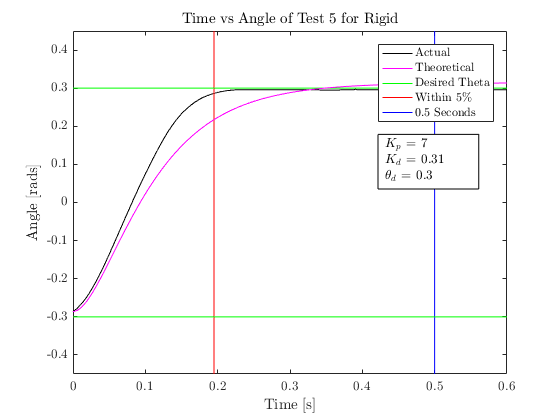 Time vs Angle of Test 5 for Rigid
Actual
Theoretical
Desired Theta
Within 5%
0.5 Seconds
K_p = 7
K_d = 0.31
θ_d = 0.3
Angle [rads]
0.4
0.3
0.2
0.1
0
-0.1
-0.2
-0.3
-0.4
0 0.1 0.2 0.3 0.4 0.5 0.6
Time [s]